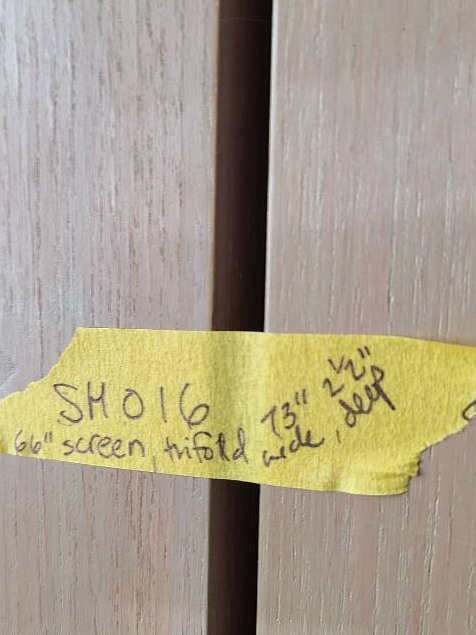 SH016
66" screen, trifold 73" wide, 2½" deep